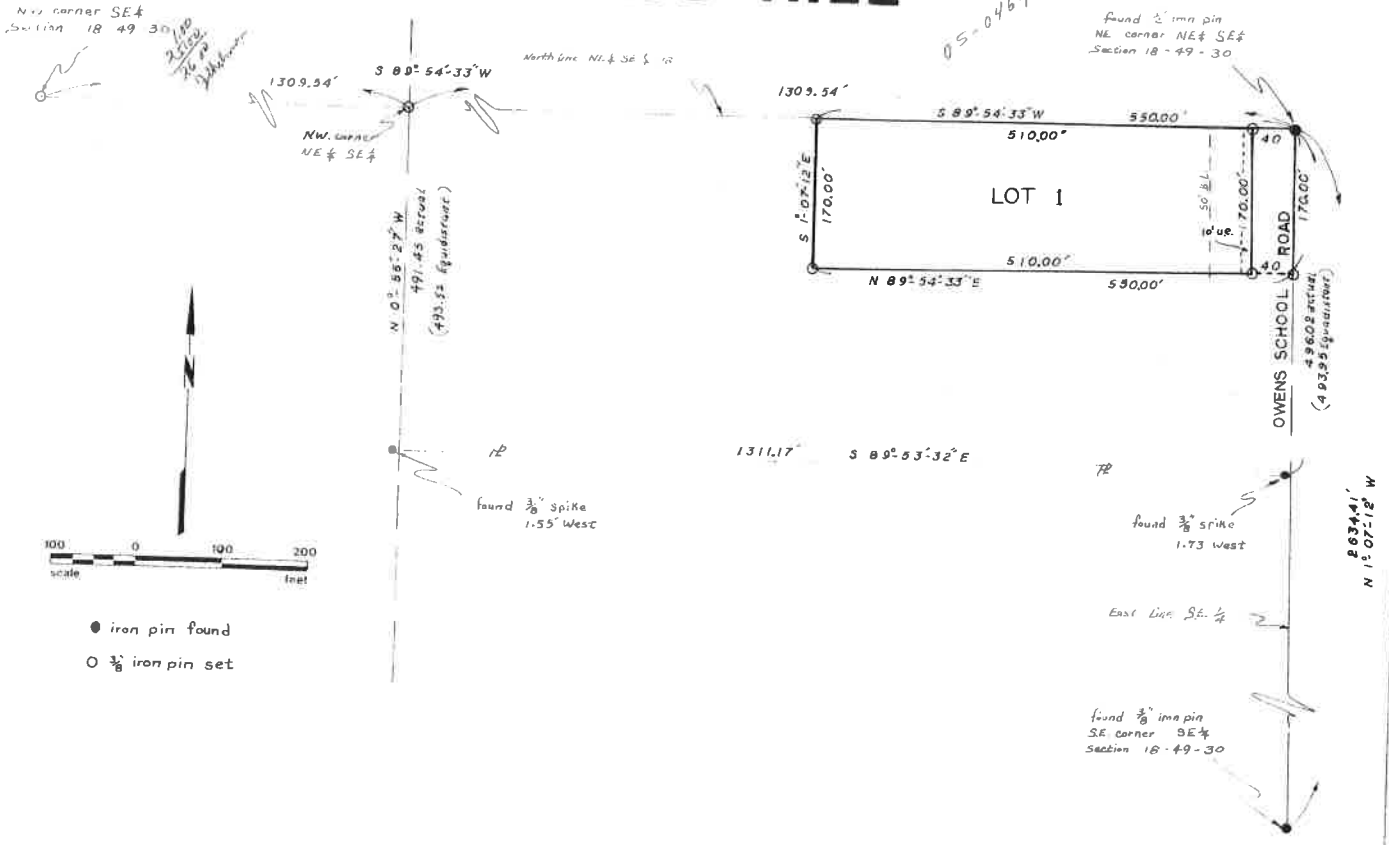 NW corner SE¼
Section 18 49 30
05-0461
found ½" iron pin
NE corner NE¼ SE¼
Section 18-49-30
1309.54'
S 89°-54'-33"W
North line NE¼ SE¼
1309.54'
NW. corner
NE¼ SE¼
S 89°-54'-33"W
550.00'
510.00'
40
S 1°-07'-12"E
170.00'
LOT 1
50' B.L.
10' U.E.
170.00'
170.00'
510.00'
40
N 89°-54'-33"E
550.00'
OWENS SCHOOL ROAD
496.02 actual
(493.95 Equidistant)
N 0°-55'-27"W
491.45 actual
(493.52 Equidistant)
N
1311.17'
S 89°-53'-32"E
found ⅜" spike
1.55' West
found ⅜" spike
1.73 West
2634.41'
N 1°-07'-12" W
100 0 100 200
scale feet
East Line S.E. ¼
● iron pin found
○ ⅜" iron pin set
found ⅜" iron pin
S.E. corner SE¼
Section 18-49-30